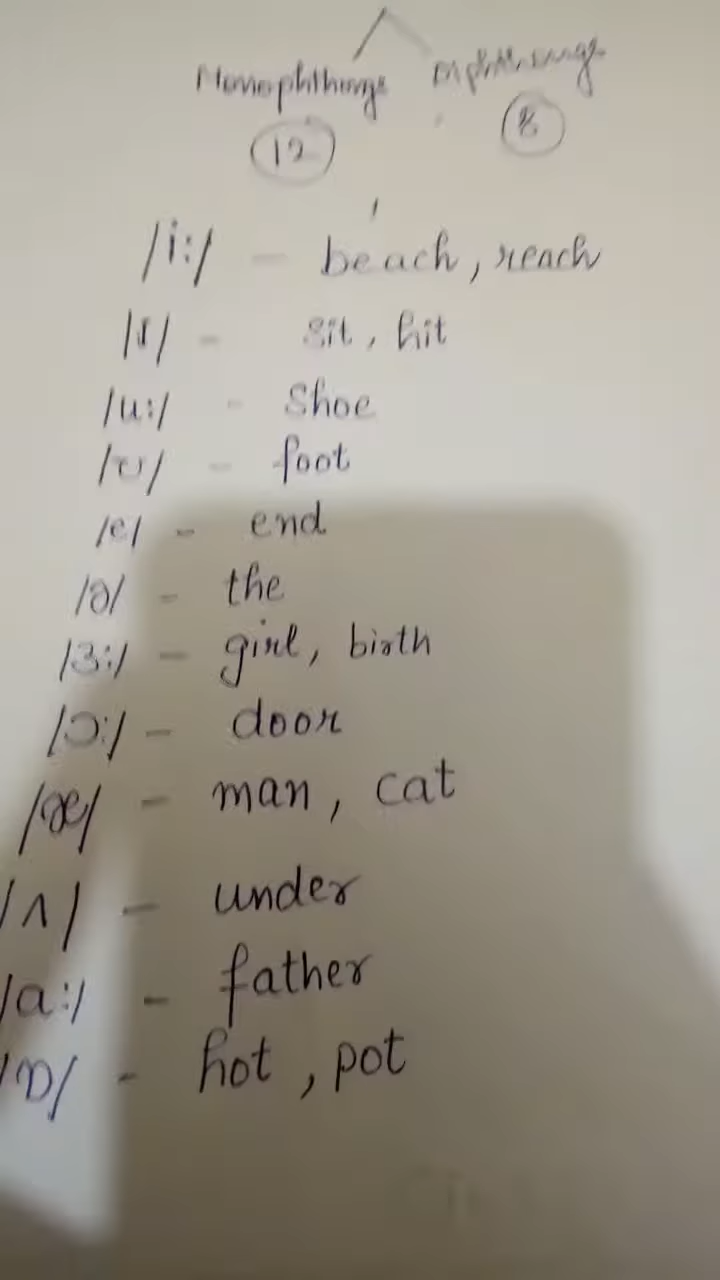 Monophthongs Diphthongs
12 8
/i:/ - beach, reach
/I/ - sit, hit
/u:/ - Shoe
/ʊ/ - foot
/e/ - end
/ə/ - the
/ɜ:/ - girl, birth
/ɔ:/ - door
/æ/ - man, cat
/ʌ/ - under
/a:/ - father
/ɒ/ - hot, pot